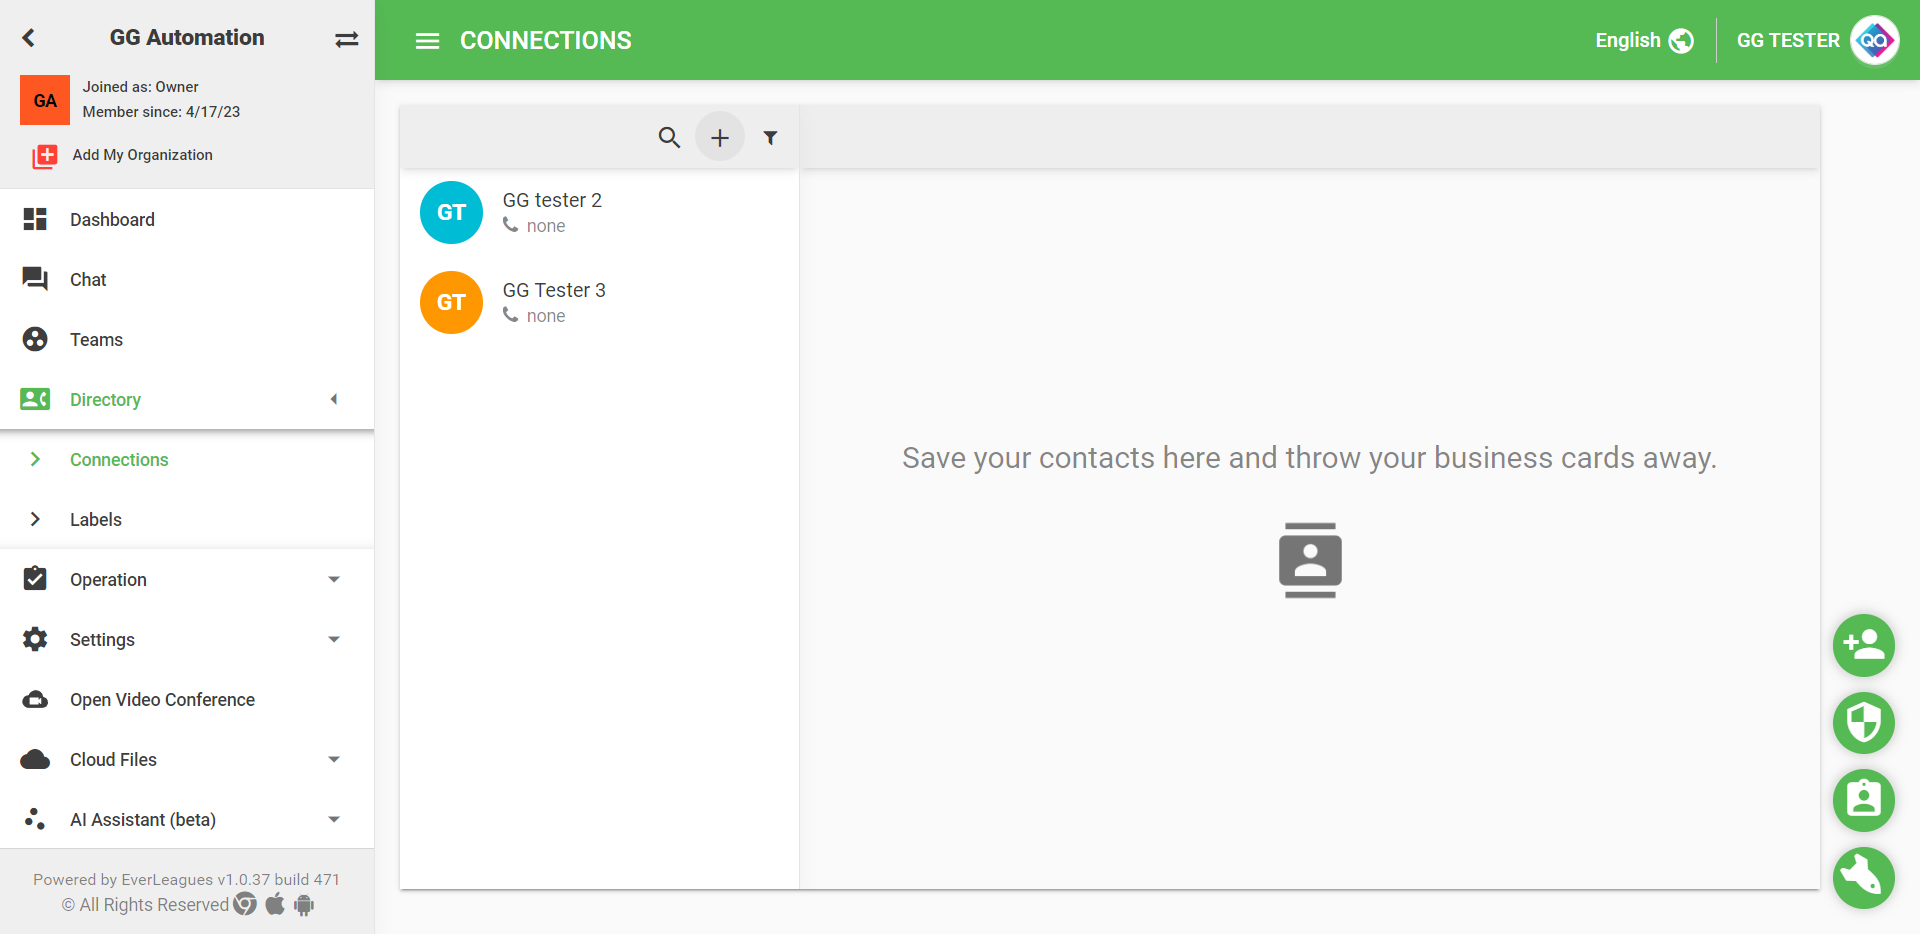 GG Automation
GA
Joined as: Owner
Member since: 4/17/23
Add My Organization
Dashboard
Chat
Teams
Directory
Connections
Labels
Operation
Settings
Open Video Conference
Cloud Files
AI Assistant (beta)
Powered by EverLeagues v1.0.37 build 471
© All Rights Reserved
CONNECTIONS
English
GG TESTER
QA
GT
GG tester 2
none
GT
GG Tester 3
none
Save your contacts here and throw your business cards away.